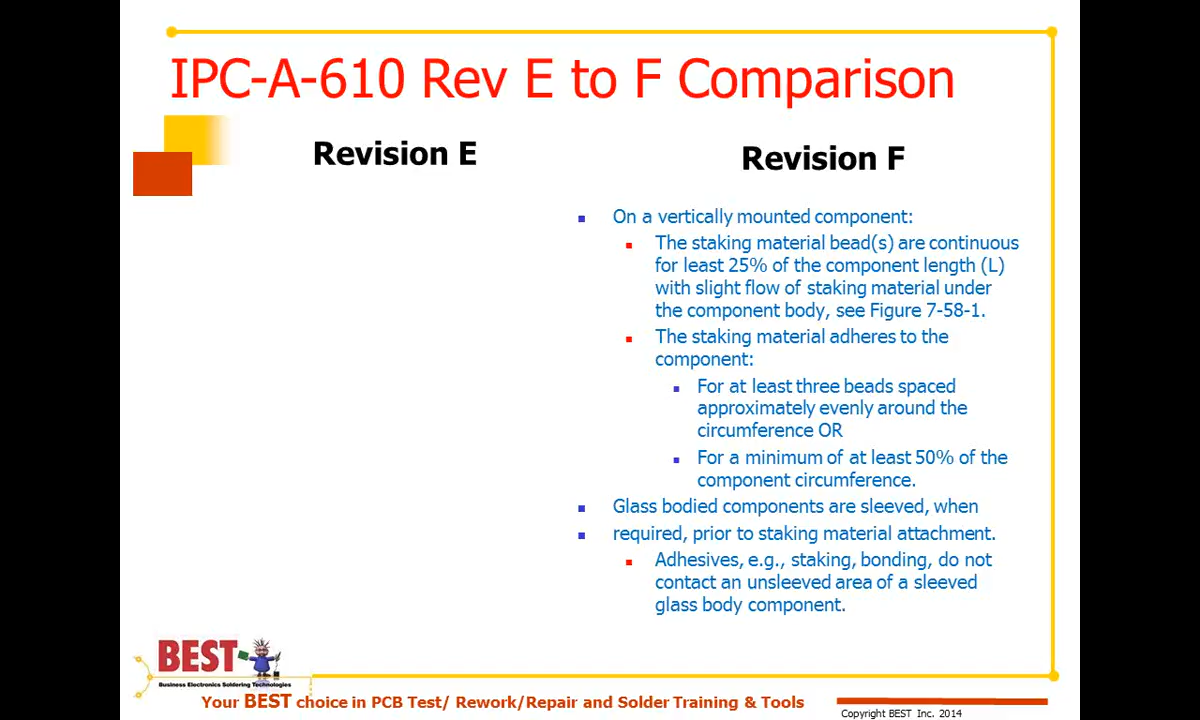 IPC-A-610 Rev E to F Comparison
Revision E
Revision F
On a vertically mounted component:
The staking material bead(s) are continuous
for least 25% of the component length (L)
with slight flow of staking material under
the component body, see Figure 7-58-1.
The staking material adheres to the
component:
For at least three beads spaced
approximately evenly around the
circumference OR
For a minimum of at least 50% of the
component circumference.
Glass bodied components are sleeved, when
required, prior to staking material attachment.
Adhesives, e.g., staking, bonding, do not
contact an unsleeved area of a sleeved
glass body component.
BEST
Business Electronics Soldering Technologies
Your BEST choice in PCB Test/ Rework/Repair and Solder Training & Tools
Copyright BEST Inc. 2014